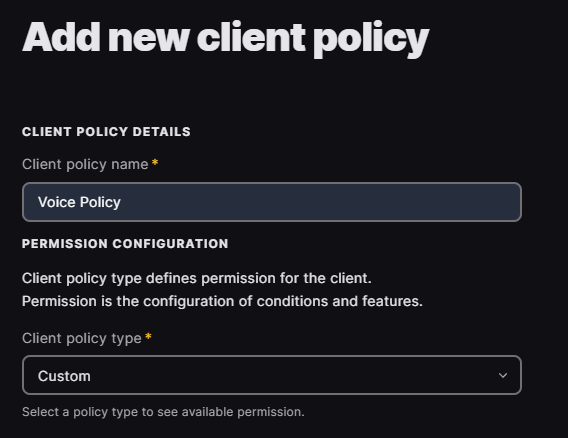 Add new client policy
CLIENT POLICY DETAILS
Client policy name *
Voice Policy
PERMISSION CONFIGURATION
Client policy type defines permission for the client.
Permission is the configuration of conditions and features.
Client policy type *
Custom
Select a policy type to see available permission.